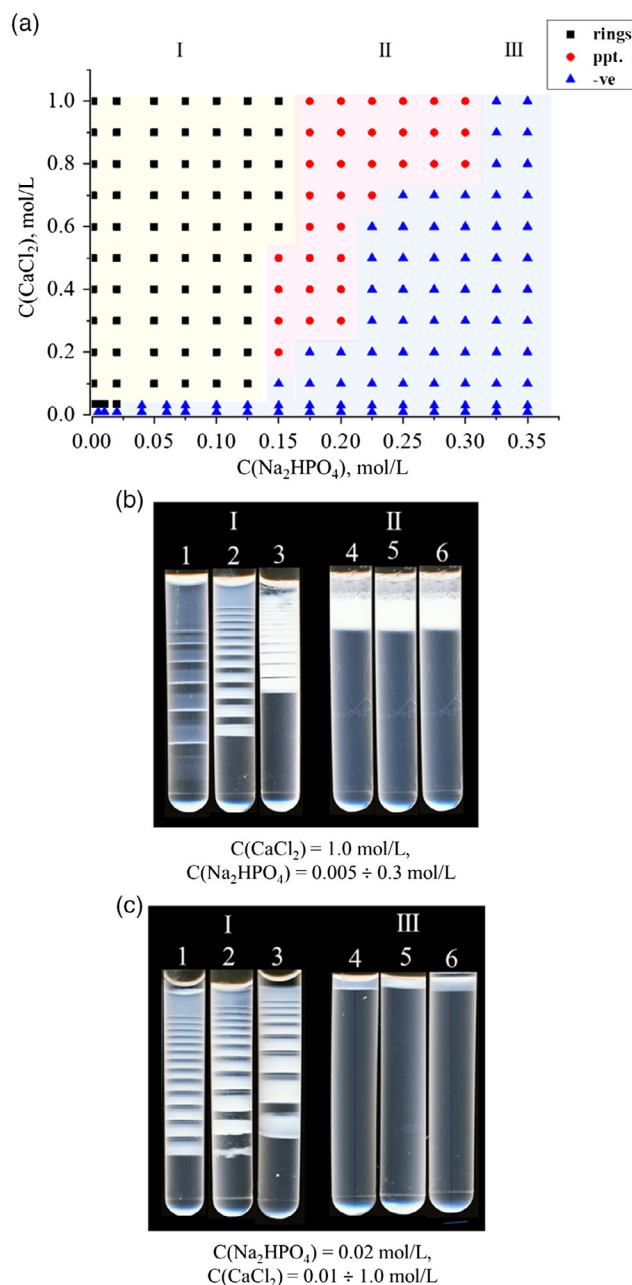 (a)
I II III
rings
ppt.
-ve
1.0
0.8
0.6
0.4
0.2
0.0
C(CaCl₂), mol/L
0.00 0.05 0.10 0.15 0.20 0.25 0.30 0.35
C(Na₂HPO₄), mol/L
(b)
I II
1 2 3 4 5 6
C(CaCl₂) = 1.0 mol/L,
C(Na₂HPO₄) = 0.005 ÷ 0.3 mol/L
(c)
I III
1 2 3 4 5 6
C(Na₂HPO₄) = 0.02 mol/L,
C(CaCl₂) = 0.01 ÷ 1.0 mol/L